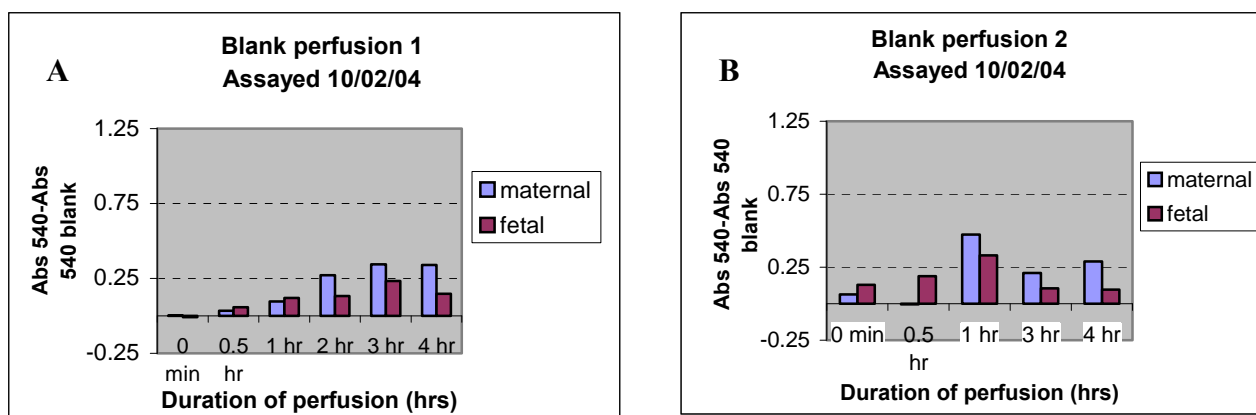 A
Blank perfusion 1
Assayed 10/02/04
1.25
0.75
0.25
-0.25
Abs 540-Abs
540 blank
0
min
0.5
hr
1 hr
2 hr
3 hr
4 hr
Duration of perfusion (hrs)
maternal
fetal
B
Blank perfusion 2
Assayed 10/02/04
1.25
0.75
0.25
-0.25
Abs 540-Abs 540
blank
0 min
0.5
hr
1 hr
3 hr
4 hr
Duration of perfusion (hrs)
maternal
fetal